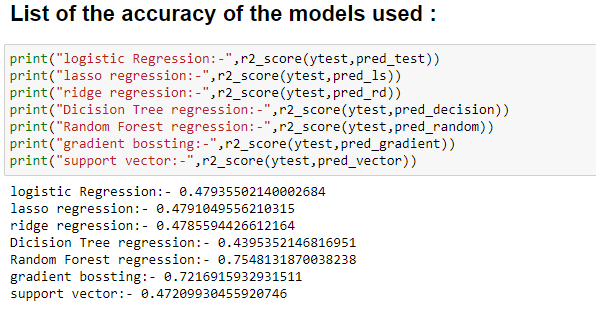 List of the accuracy of the models used :
print("logistic Regression:-",r2_score(ytest,pred_test))
print("lasso regression:-",r2_score(ytest,pred_ls))
print("ridge regression:-",r2_score(ytest,pred_rd))
print("Dicision Tree regression:-",r2_score(ytest,pred_decision))
print("Random Forest regression:-",r2_score(ytest,pred_random))
print("gradient bossting:-",r2_score(ytest,pred_gradient))
print("support vector:-",r2_score(ytest,pred_vector))
logistic Regression:- 0.47935502140002684
lasso regression:- 0.4791049556210315
ridge regression:- 0.4785594426612164
Dicision Tree regression:- 0.4395352146816951
Random Forest regression:- 0.7548131870038238
gradient bossting:- 0.7216915932931511
support vector:- 0.47209930455920746